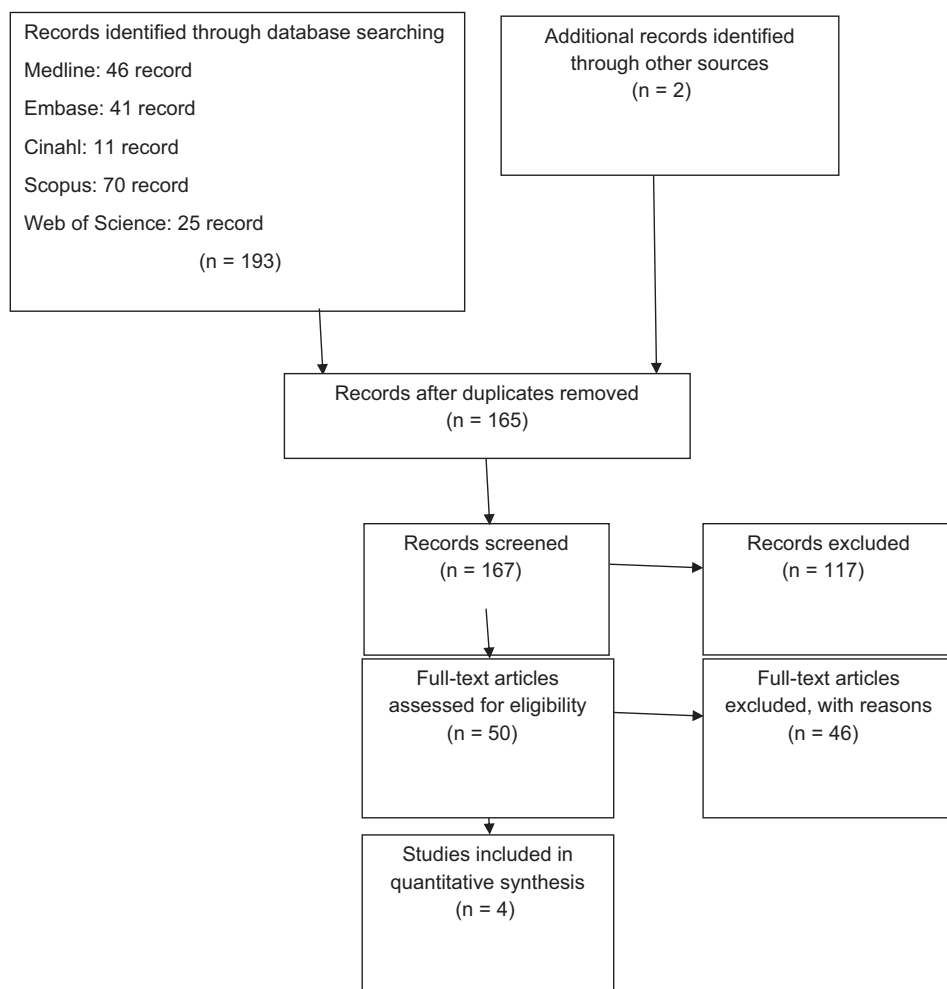 Records identified through database searching
Medline: 46 record
Embase: 41 record
Cinahl: 11 record
Scopus: 70 record
Web of Science: 25 record
(n = 193)
Additional records identified
through other sources
(n = 2)
Records after duplicates removed
(n = 165)
Records screened
(n = 167)
Records excluded
(n = 117)
Full-text articles
assessed for eligibility
(n = 50)
Full-text articles
excluded, with reasons
(n = 46)
Studies included in
quantitative synthesis
(n = 4)